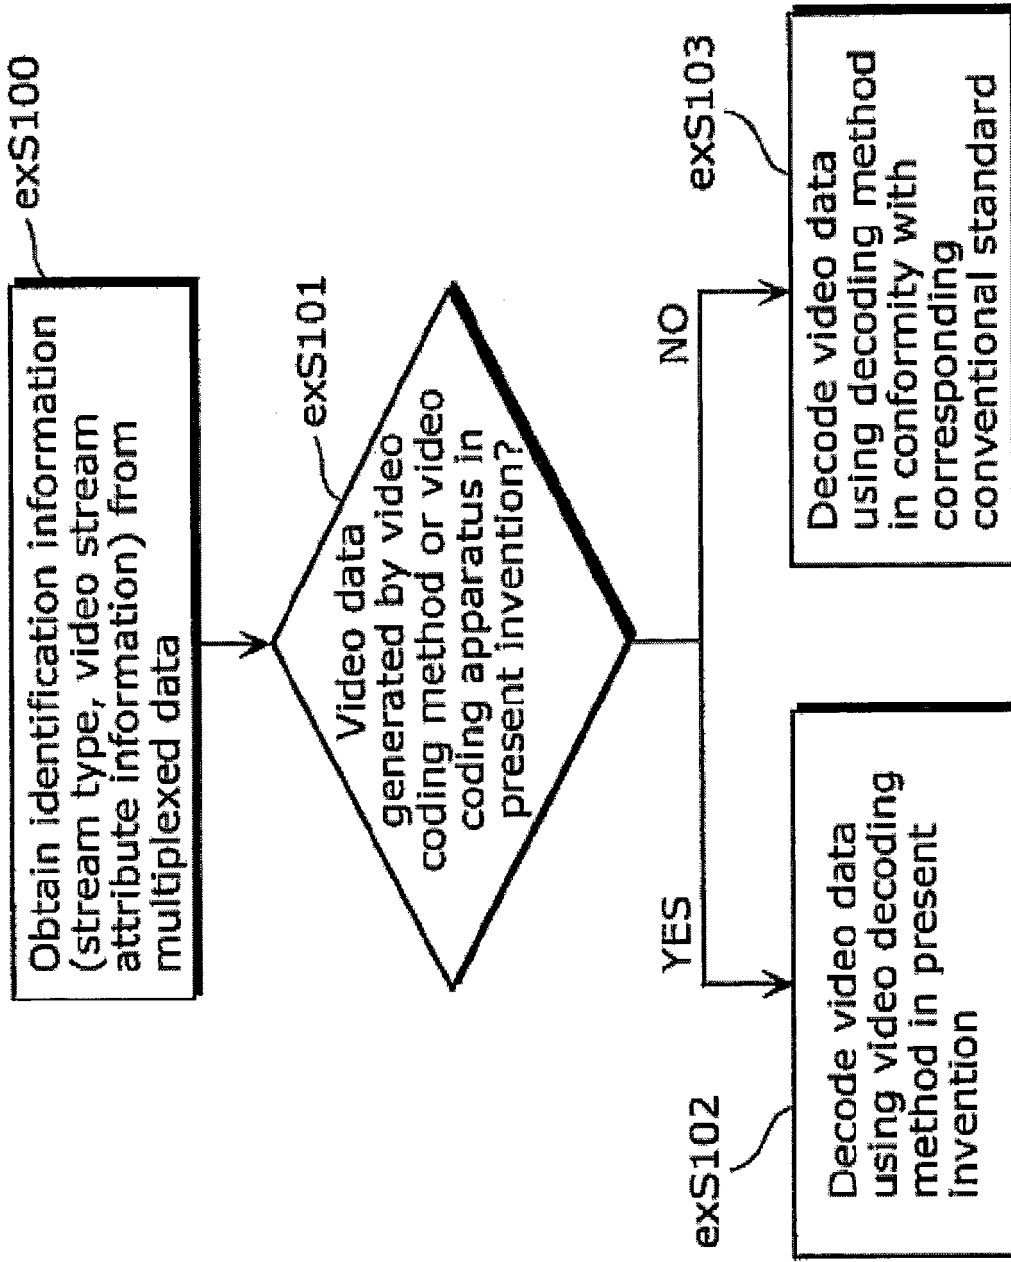 exS100
Obtain identification information
(stream type, video stream
attribute information) from
multiplexed data
exS101
Video data
generated by video
coding method or video
coding apparatus in
present invention?
YES
NO
exS102
Decode video data
using video decoding
method in present
invention
exS103
Decode video data
using decoding method
in conformity with
corresponding
conventional standard